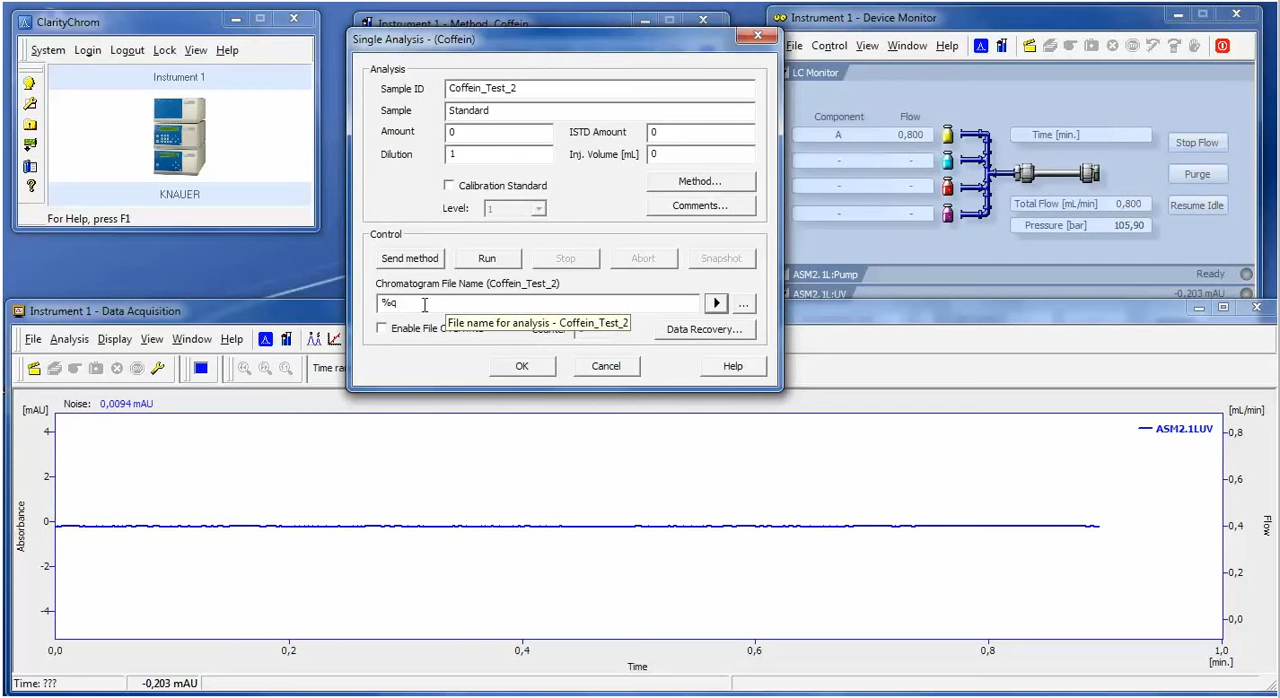 ClarityChrom
System Login Logout Lock View Help
Instrument 1
KNAUER
For Help, press F1
Instrument 1 - Method Coffein
Single Analysis - (Coffein)
Analysis
Sample ID Coffein_Test_2
Sample Standard
Amount 0 ISTD Amount 0
Dilution 1 Inj. Volume [mL] 0
Calibration Standard Method...
Level: 1 Comments...
Control
Send method Run Stop Abort Snapshot
Chromatogram File Name (Coffein_Test_2)
%q ...
File name for analysis - Coffein_Test_2
Enable File Data Recovery...
OK Cancel Help
Instrument 1 - Device Monitor
File Control View Window Help
LC Monitor
Component Flow
A 0,800 Time [min.] Stop Flow
- -
- - Purge
- - Total Flow [mL/min] 0,800 Resume Idle
Pressure [bar] 105,90
ASM2.1L:Pump Ready
ASM2.1L:UV -0,203 mAU
Instrument 1 - Data Acquisition
File Analysis Display View Window Help
Time ra
Noise: 0,0094 mAU
[mAU] [mL/min]
ASM2.1LUV
4 0,8
2 0,6
0 0,4
-2 0,2
-4 0,0
Absorbance
Flow
0,0 0,2 0,4 0,6 0,8 1,0
Time [min.]
Time: ??? -0,203 mAU